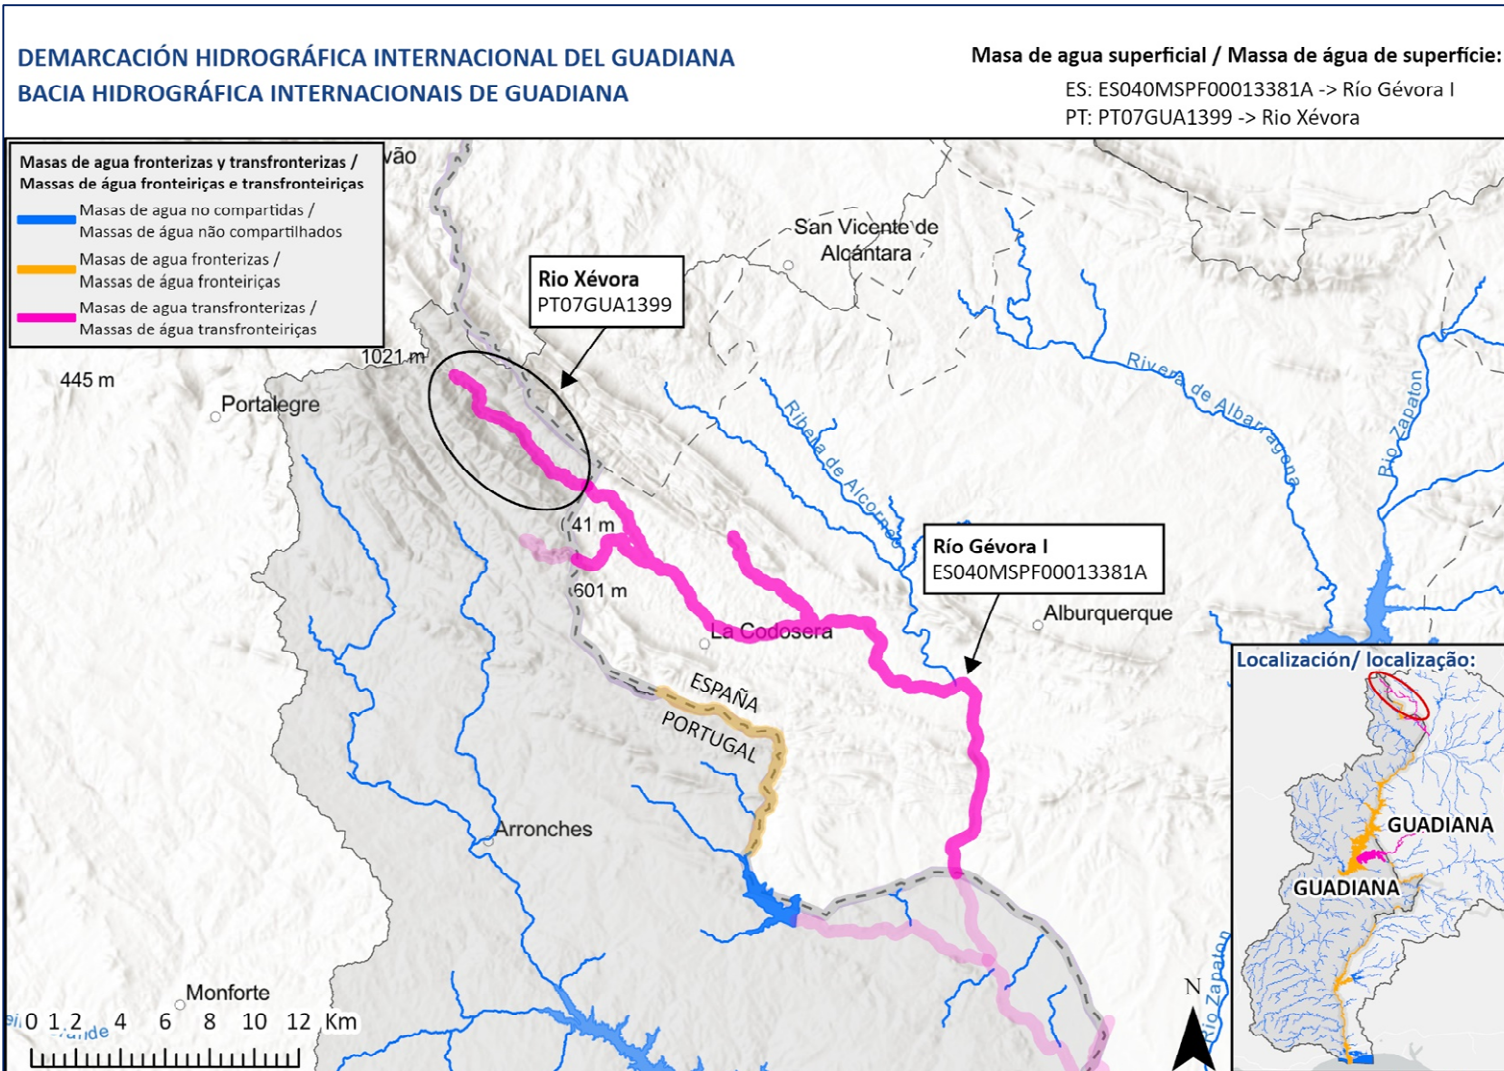 DEMARCACIÓN HIDROGRÁFICA INTERNACIONAL DEL GUADIANA
BACIA HIDROGRÁFICA INTERNACIONAIS DE GUADIANA
Masa de agua superficial / Massa de água de superfície:
ES: ES040MSPF00013381A -> Río Gévora I
PT: PT07GUA1399 -> Rio Xévora
Masas de agua fronterizas y transfronterizas /
Massas de água fronteiriças e transfronteiriças
Masas de agua no compartidas /
Massas de água não compartilhados
Masas de agua fronterizas /
Massas de água fronteiriças
Masas de agua transfronterizas /
Massas de água transfronteiriças
vão
San Vicente de
Alcántara
Rio Xévora
PT07GUA1399
1021 m
445 m
Portalegre
Rivera de Albarragena
Rio Zapaton
Ribera de Alcorneo
41 m
601 m
Río Gévora I
ES040MSPF00013381A
Alburquerque
La Codosera
ESPAÑA
PORTUGAL
Arronches
Monforte
0 1 2 4 6 8 10 12 Km
N
Rio Zapaton
Localización/ localização:
GUADIANA
GUADIANA